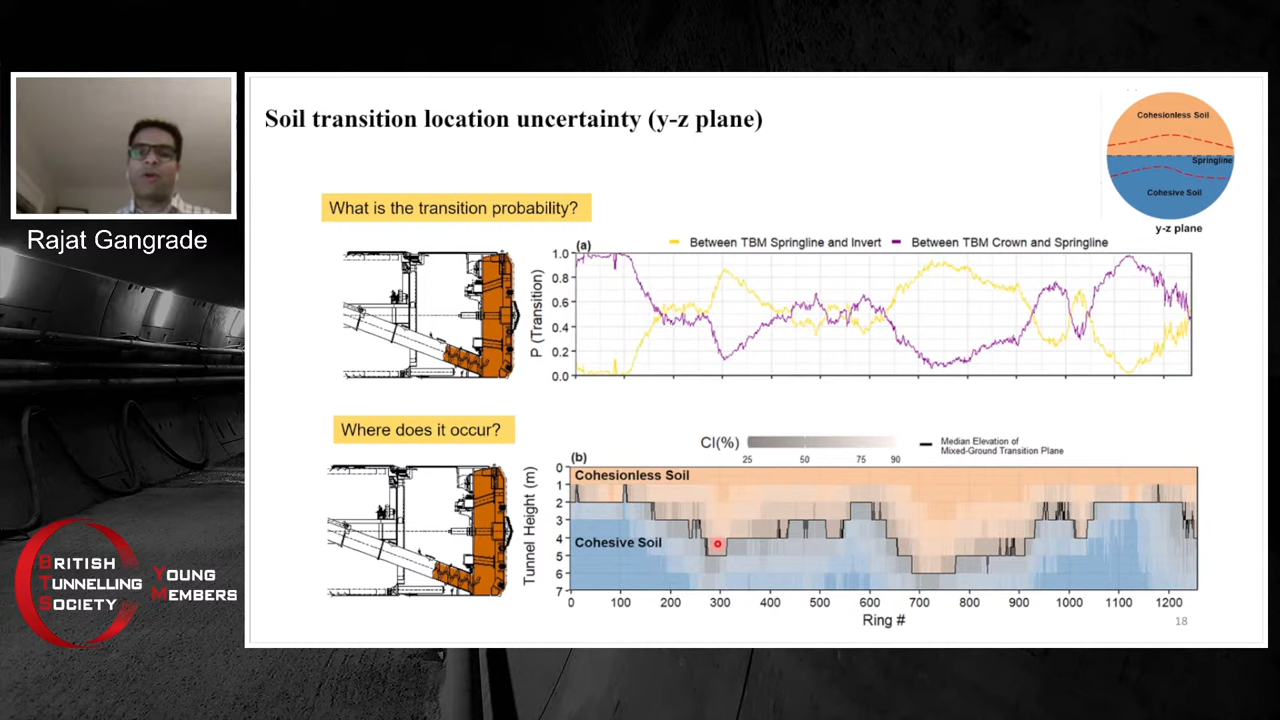 Soil transition location uncertainty (y-z plane)
Cohesionless Soil
Springline
Cohesive Soil
y-z plane
What is the transition probability?
(a)
Between TBM Springline and Invert
Between TBM Crown and Springline
P (Transition)
1.0
0.8
0.6
0.4
0.2
0.0
Rajat Gangrade
Where does it occur?
CI(%)
25 50 75 90
Median Elevation of
Mixed-Ground Transition Plane
(b)
Tunnel Height (m)
0
1
2
3
4
5
6
7
Cohesionless Soil
Cohesive Soil
0 100 200 300 400 500 600 700 800 900 1000 1100 1200
Ring #
18
BRITISH
TUNNELLING
SOCIETY
YOUNG
MEMBERS